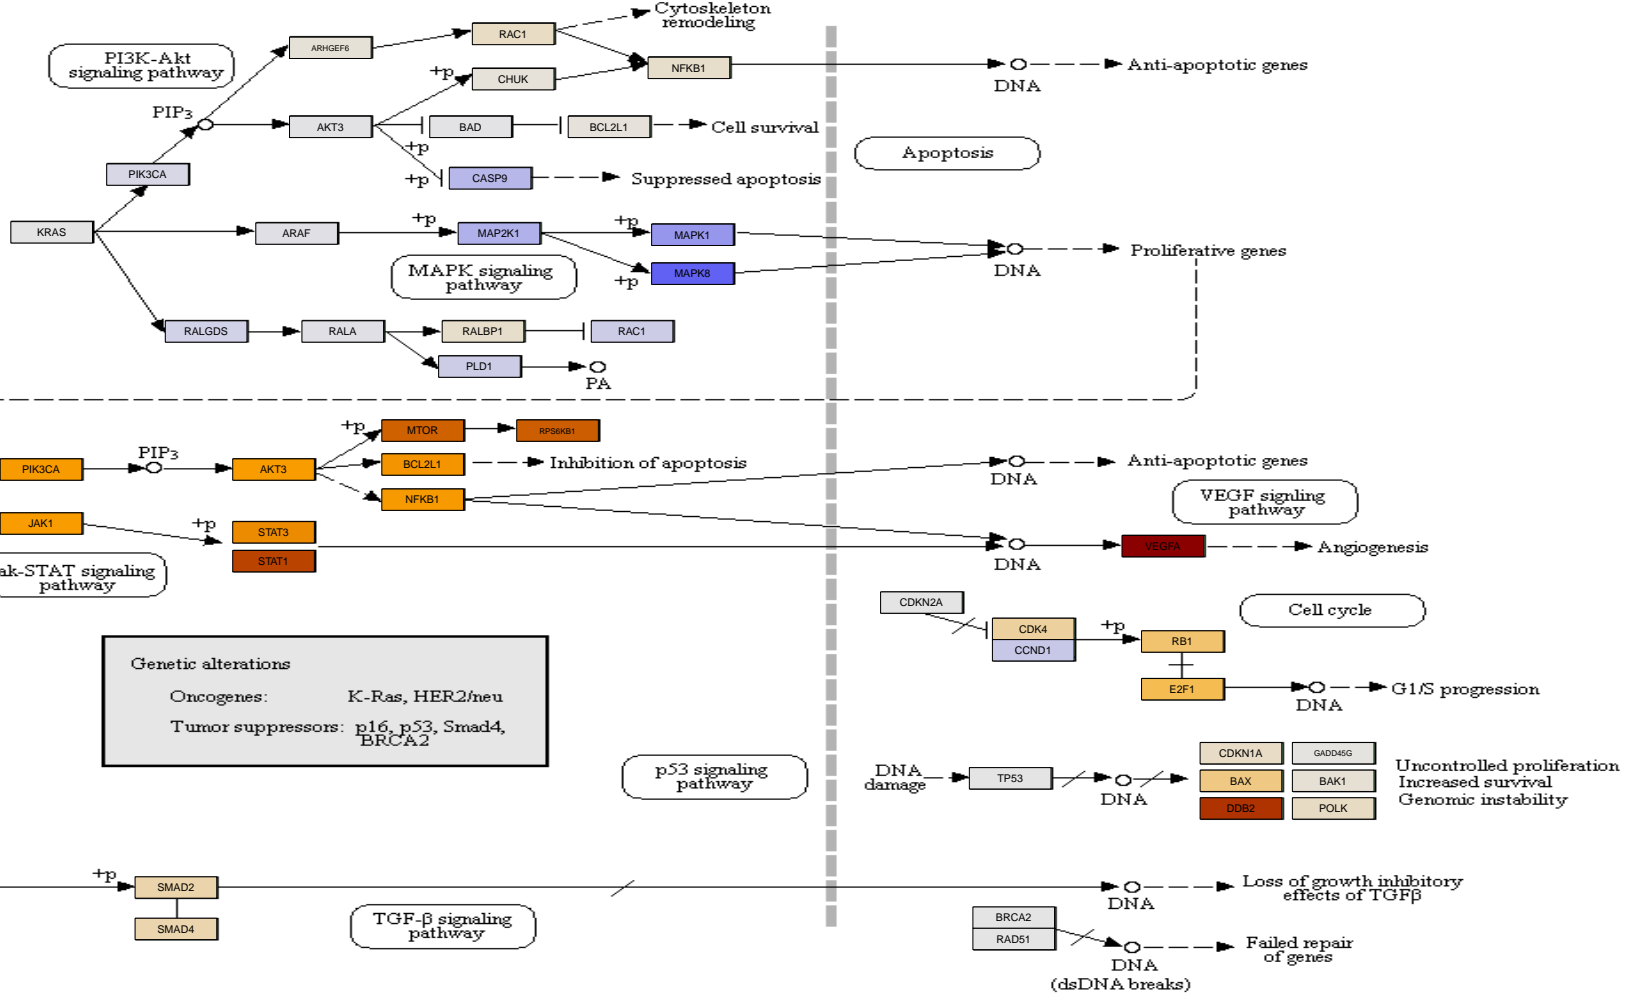 Cytoskeleton
remodeling
RAC1
ARHGEF6
PI3K-Akt
signaling pathway
NFKB1
DNA
Anti-apoptotic genes
+p
CHUK
PIP3
AKT3
BAD
BCL2L1
Cell survival
+p
Apoptosis
PIK3CA
+p
CASP9
Suppressed apoptosis
KRAS
ARAF
+p
MAP2K1
+p
MAPK1
DNA
Proliferative genes
MAPK signaling
pathway
+p
MAPK8
RALGDS
RALA
RALBP1
RAC1
PLD1
PA
+p
MTOR
RPS6KB1
PIK3CA
PIP3
AKT3
BCL2L1
Inhibition of apoptosis
DNA
Anti-apoptotic genes
NFKB1
VEGF signling
pathway
JAK1
+p
STAT3
STAT1
DNA
VEGFA
Angiogenesis
ak-STAT signaling
pathway
CDKN2A
Cell cycle
CDK4
CCND1
+p
RB1
E2F1
DNA
G1/S progression
Genetic alterations
Oncogenes: K-Ras, HER2/neu
Tumor suppressors: p16, p53, Smad4,
BRCA2
p53 signaling
pathway
DNA
damage
TP53
DNA
CDKN1A
GADD45G
BAX
BAK1
DDB2
POLK
Uncontrolled proliferation
Increased survival
Genomic instability
+p
SMAD2
SMAD4
TGF-β signaling
pathway
DNA
Loss of growth inhibitory
effects of TGFβ
BRCA2
RAD51
DNA
(dsDNA breaks)
Failed repair
of genes